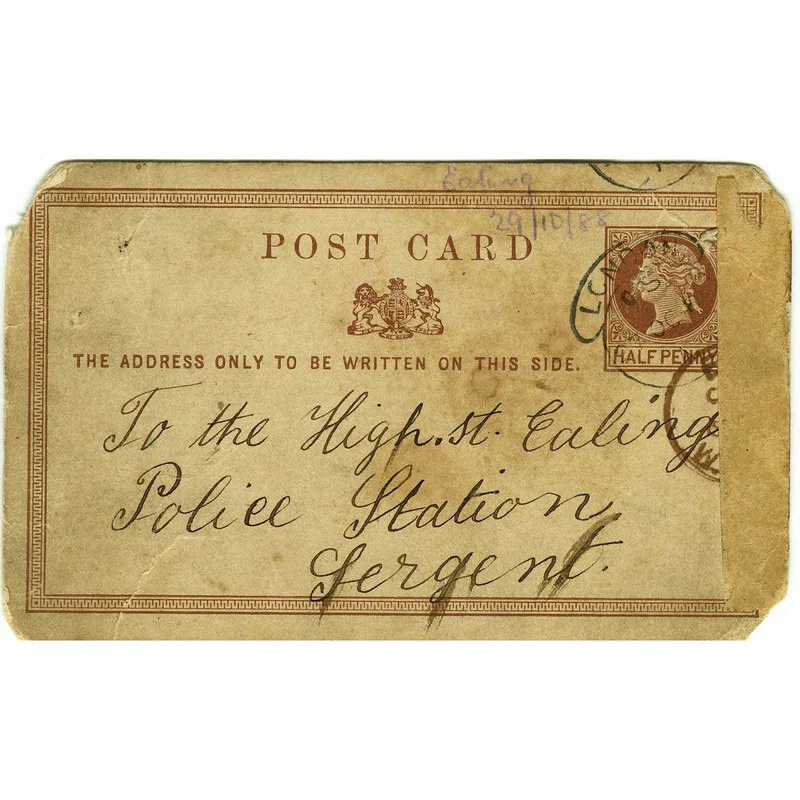 Ealing
29/10/88
POST CARD
THE ADDRESS ONLY TO BE WRITTEN ON THIS SIDE.
HALF PENNY
To the High.st. Ealing
Police Station
Sergent.